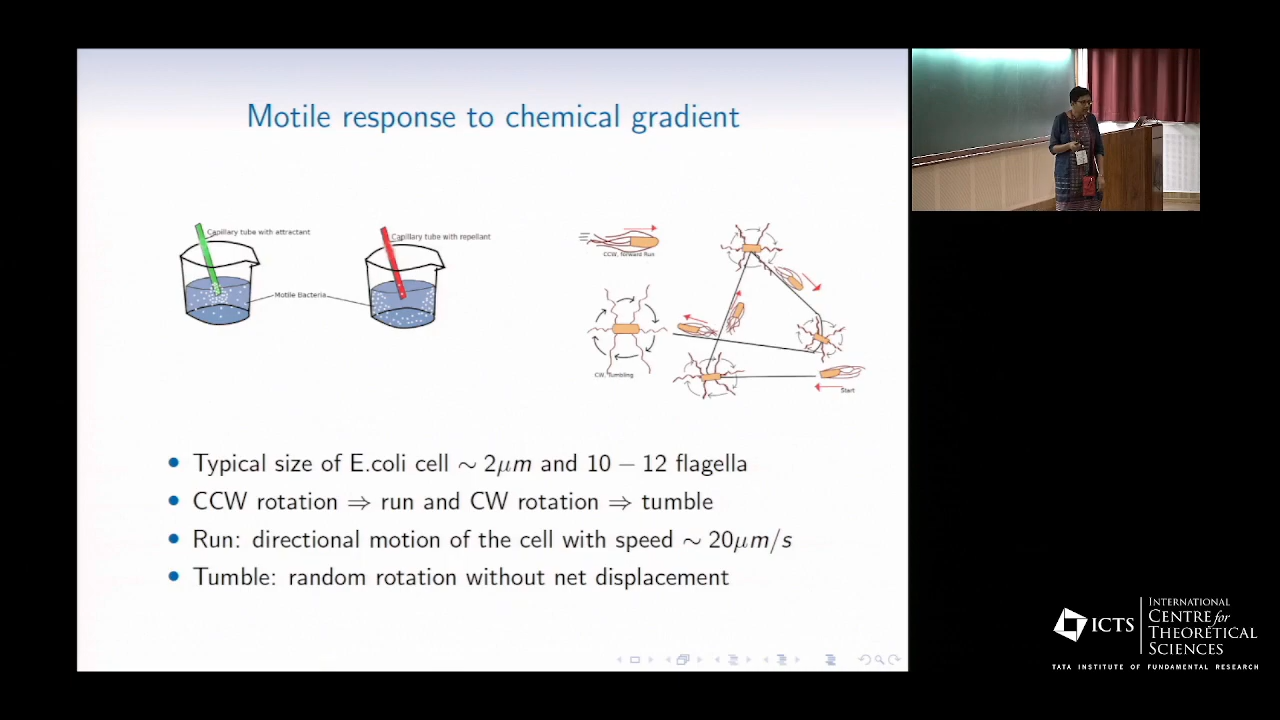 Motile response to chemical gradient
Capillary tube with attractant
Capillary tube with repellant
Motile Bacteria
CCW, forward Run
CW, Tumbling
Start
• Typical size of E.coli cell ∼ 2μm and 10 − 12 flagella
• CCW rotation ⇒ run and CW rotation ⇒ tumble
• Run: directional motion of the cell with speed ∼ 20μm/s
• Tumble: random rotation without net displacement
ICTS
INTERNATIONAL
CENTRE for
THEORETICAL
SCIENCES
TATA INSTITUTE OF FUNDAMENTAL RESEARCH